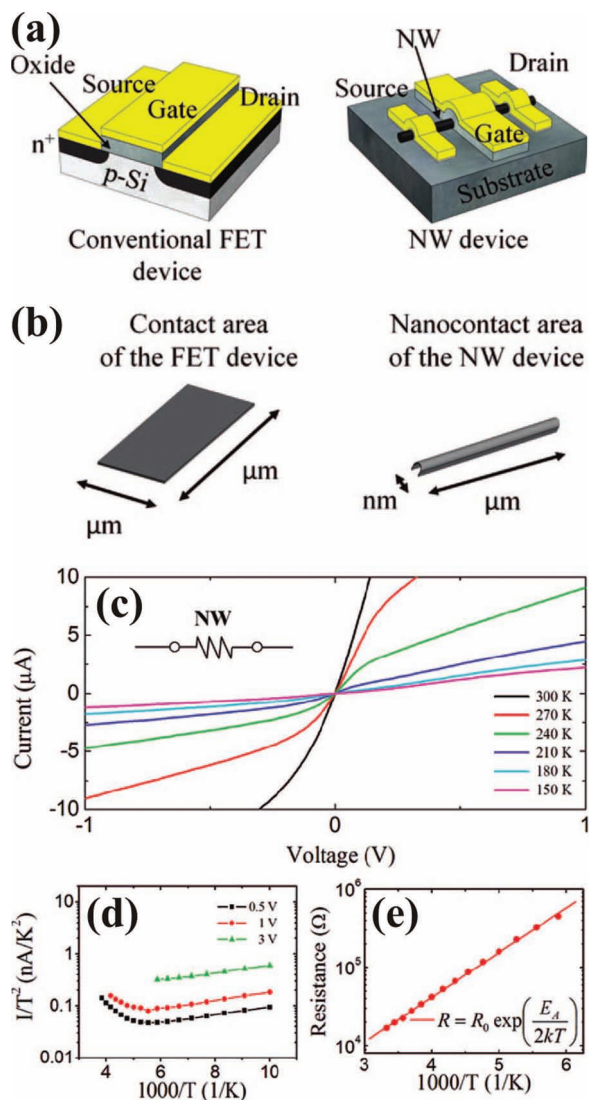 (a)
Oxide
Source
Gate
Drain
n+
p-Si
Conventional FET
device
NW
Source
Drain
Gate
Substrate
NW device
(b)
Contact area
of the FET device
μm
μm
Nanocontact area
of the NW device
nm
μm
(c)
NW
Current (μA)
10
5
0
-5
-10
300 K
270 K
240 K
210 K
180 K
150 K
-1
0
1
Voltage (V)
(d)
I/T² (nA/K²)
10
1
0.1
0.01
0.5 V
1 V
3 V
4
6
8
10
1000/T (1/K)
(e)
Resistance (Ω)
10⁶
10⁵
10⁴
R = R₀ exp(E_A/2kT)
3
4
5
6
1000/T (1/K)